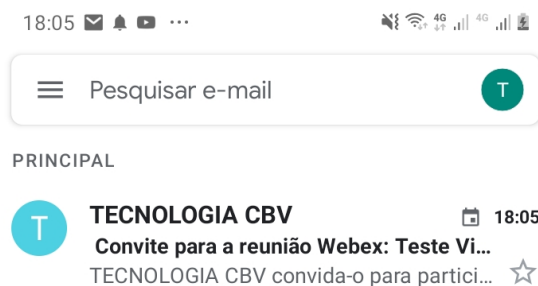 18:05
4G 4G
Pesquisar e-mail
T
PRINCIPAL
T
TECNOLOGIA CBV 18:05
Convite para a reunião Webex: Teste Vi...
TECNOLOGIA CBV convida-o para partici...